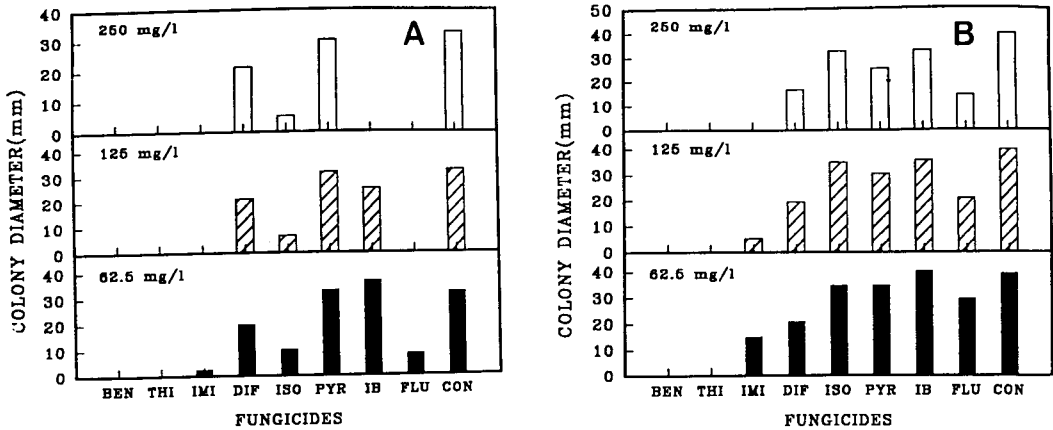 A
COLONY DIAMETER(mm)
250 mg/l
40
30
20
10
0
125 mg/l
40
30
20
10
0
62.5 mg/l
40
30
20
10
0
BEN THI IMI DIF ISO PYR IB FLU CON
FUNGICIDES
B
COLONY DIAMETER(mm)
250 mg/l
50
40
30
20
10
0
125 mg/l
40
30
20
10
0
62.5 mg/l
40
30
20
10
0
BEN THI IMI DIF ISO PYR IB FLU CON
FUNGICIDES